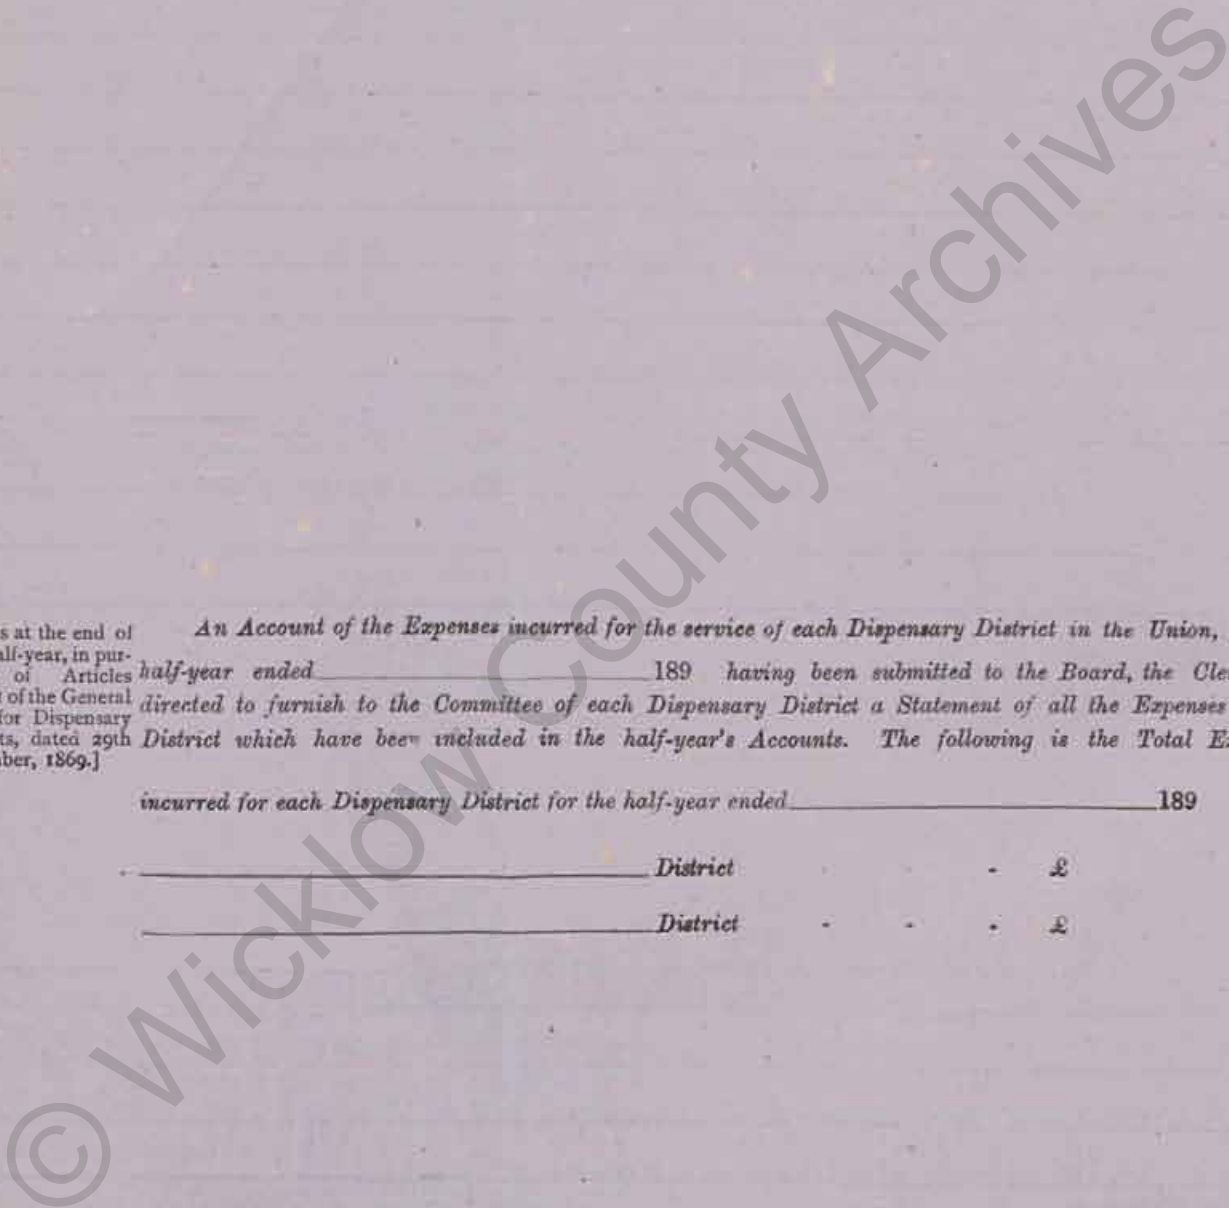 s at the end of
alf-year, in pur-
of Articles
of the General
for Dispensary
ts, dated 29th
ber, 1869.]
An Account of the Expenses incurred for the service of each Dispensary District in the Union,
half-year ended 189 having been submitted to the Board, the Cle
directed to furnish to the Committee of each Dispensary District a Statement of all the Expenses
District which have been included in the half-year's Accounts. The following is the Total E
incurred for each Dispensary District for the half-year ended 189
District - £
District - - - £
© Wicklow County Archives